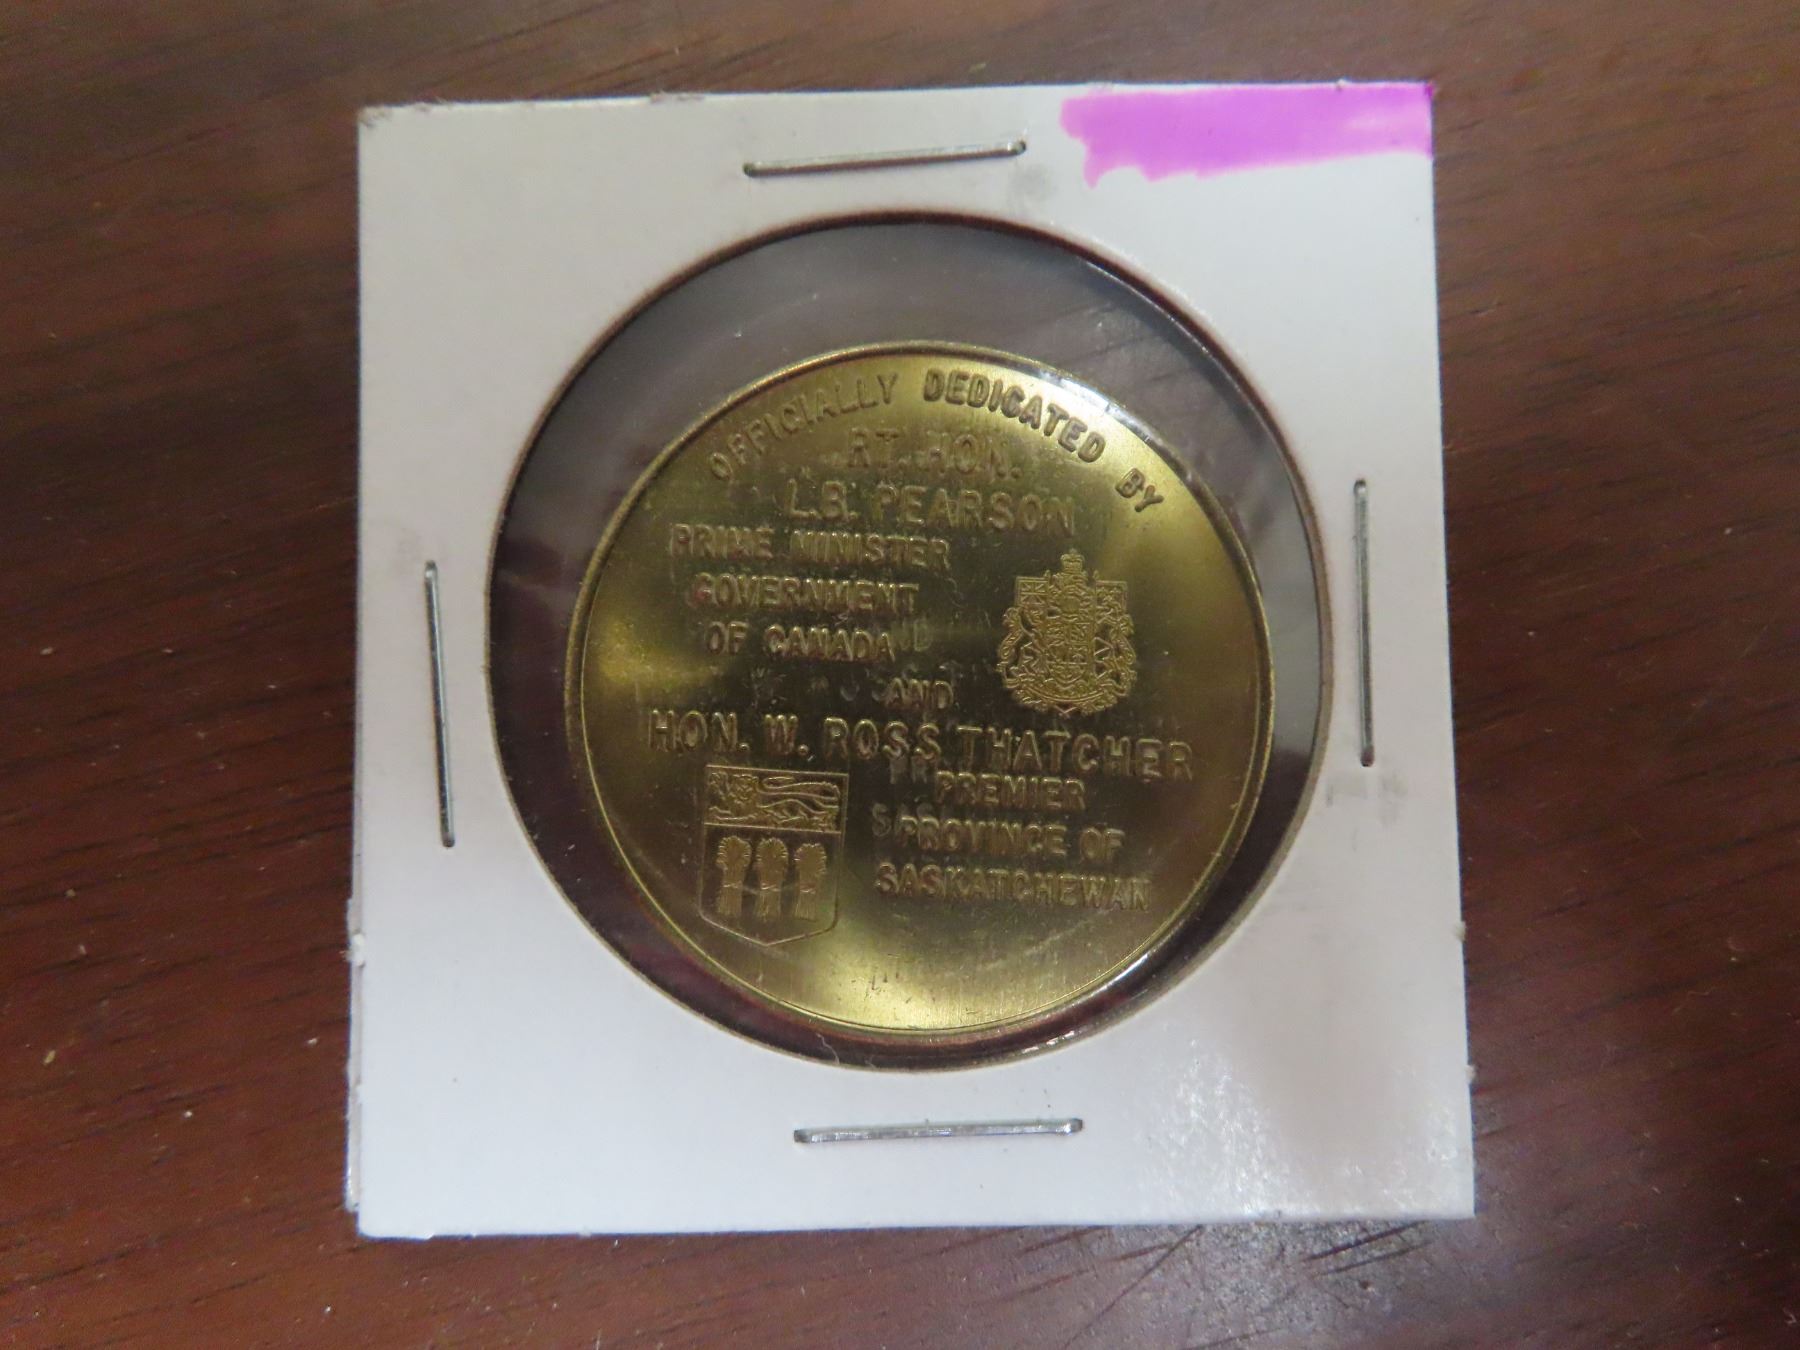 OFFICIALLY DEDICATED BY
RT. HON.
L.B. PEARSON
PRIME MINISTER
GOVERNMENT
OF CANADA
AND
HON. W. ROSS THATCHER
PREMIER
PROVINCE OF
SASKATCHEWAN